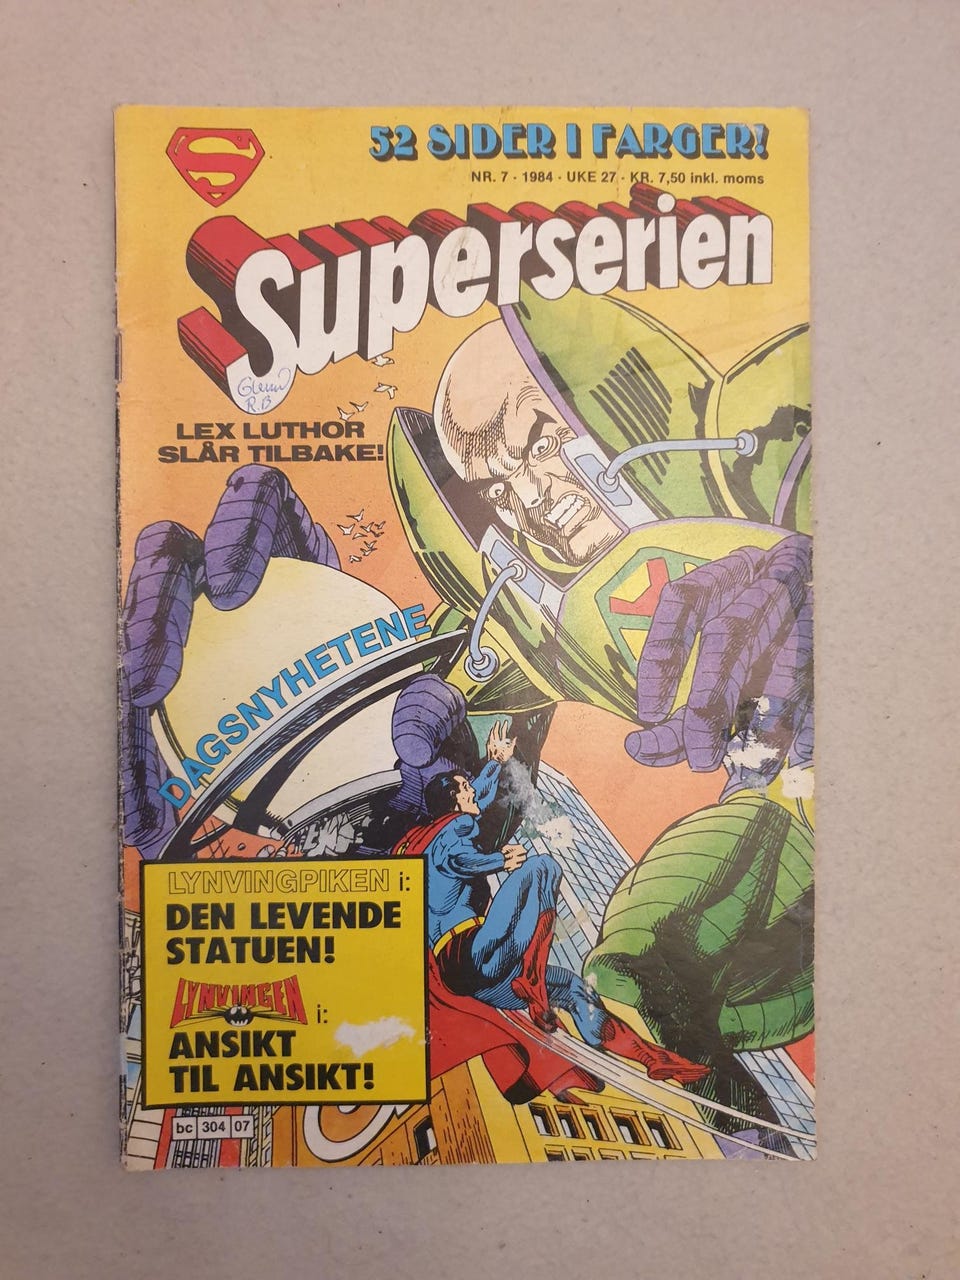 52 SIDER I FARGER!
NR. 7 · 1984 · UKE 27 · KR. 7,50 inkl. moms
Superserien
R.B
LEX LUTHOR
SLÅR TILBAKE!
DAGSNYHETENE
LYNVINGPIKEN i:
DEN LEVENDE
STATUEN!
LYNVINGEN i:
ANSIKT
TIL ANSIKT!
bc 304 07